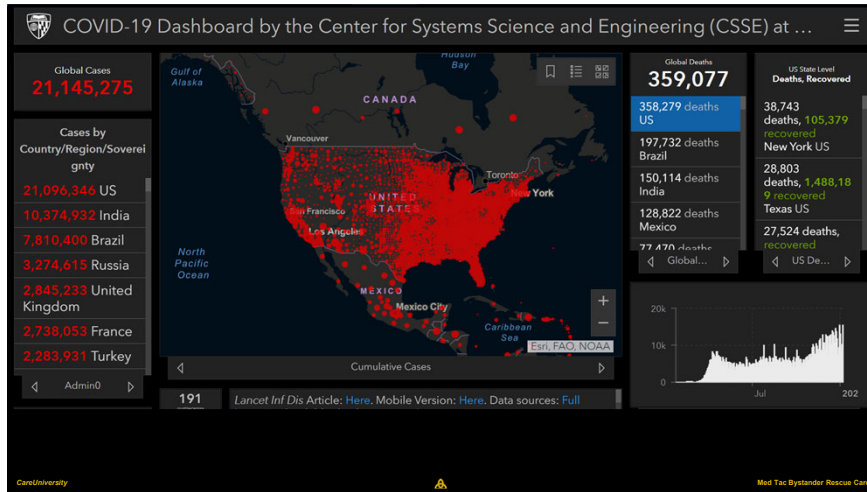 COVID-19 Dashboard by the Center for Systems Science and Engineering (CSSE) at ...
Global Cases
21,145,275
Cases by
Country/Region/Soverei
gnty
21,096,346 US
10,374,932 India
7,810,400 Brazil
3,274,615 Russia
2,845,233 United
Kingdom
2,738,053 France
2,283,931 Turkey
Admin0
Gulf of
Alaska
Hudson
Bay
CANADA
Vancouver
Toronto
New York
UNITED
STATES
San Francisco
Los Angeles
North
Pacific
Ocean
MEXICO
Mexico City
Caribbean
Sea
+
−
Esri, FAO, NOAA
Cumulative Cases
191
Lancet Inf Dis Article: Here. Mobile Version: Here. Data sources: Full
Global Deaths
359,077
358,279 deaths
US
197,732 deaths
Brazil
150,114 deaths
India
128,822 deaths
Mexico
77,470 deaths
Global...
US State Level
Deaths, Recovered
38,743
deaths, 105,379
recovered
New York US
28,803
deaths, 1,488,18
9 recovered
Texas US
27,524 deaths,
recovered
US De...
20k
10k
0
Jul
202
CareUniversity
Med Tac Bystander Rescue Care